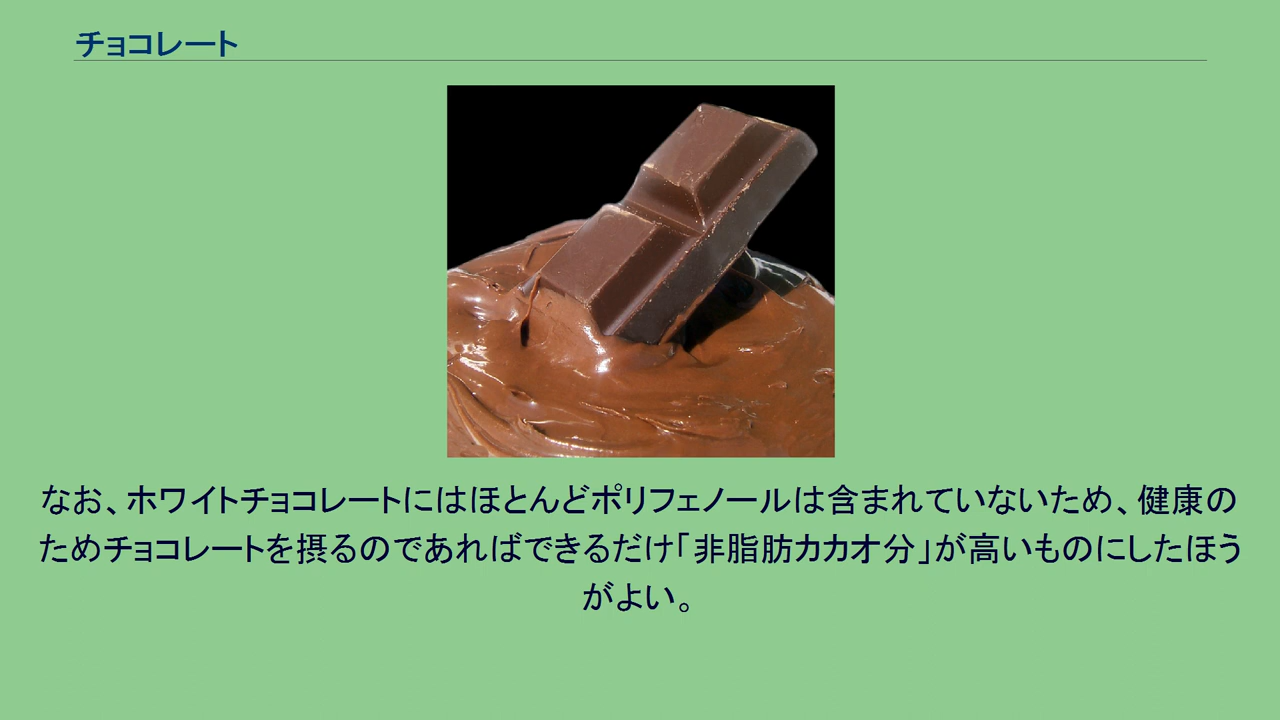 チョコレート
なお、ホワイトチョコレートにはほとんどポリフェノールは含まれていないため、健康の
ためチョコレートを摂るのであればできるだけ「非脂肪カカオ分」が高いものにしたほう
がよい。